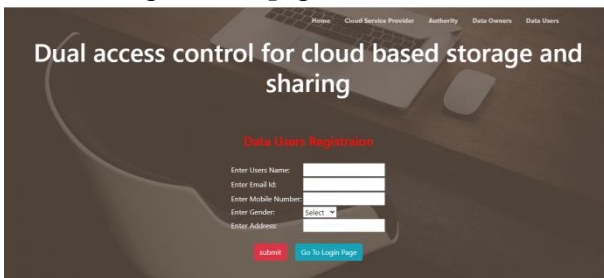 Home Cloud Service Provider Authority Data Owners Data Users
Dual access control for cloud based storage and
sharing
Data Users Registraion
Enter Users Name:
Enter Email Id:
Enter Mobile Number:
Enter Gender: Select
Enter Address:
submit Go To Login Page